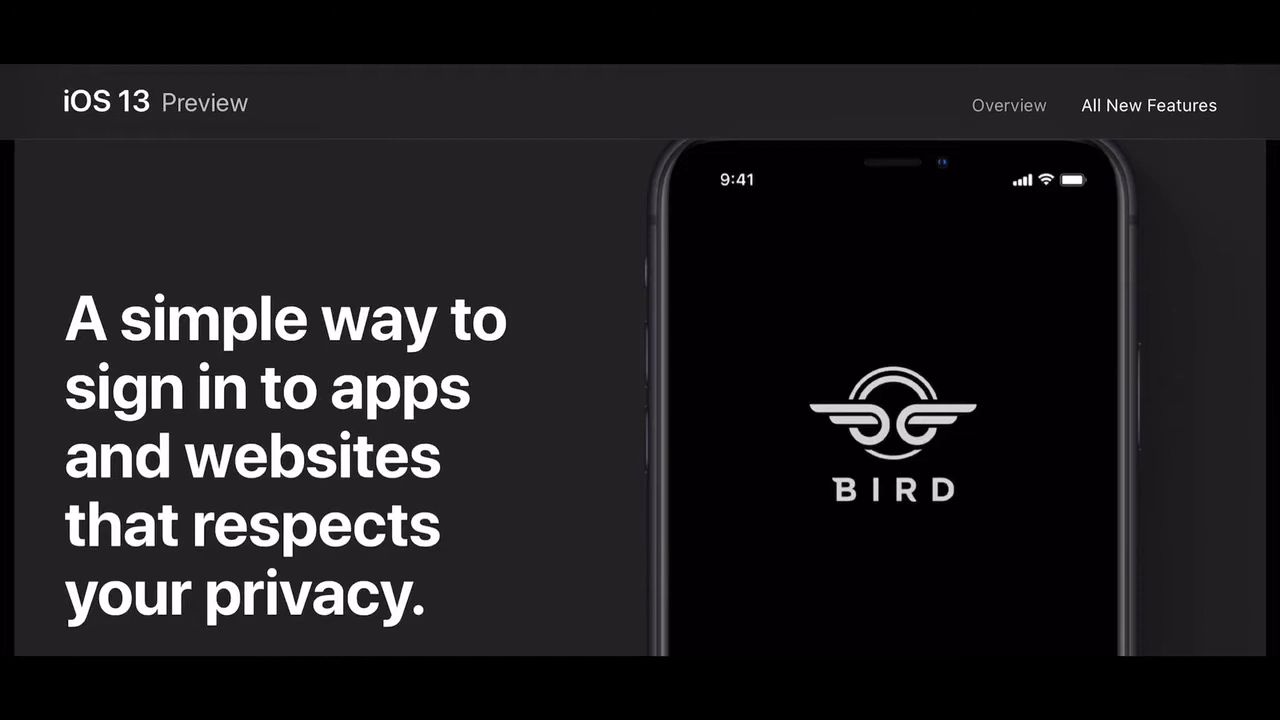 iOS 13 Preview
Overview
All New Features
9:41
A simple way to
sign in to apps
and websites
that respects
your privacy.
BIRD